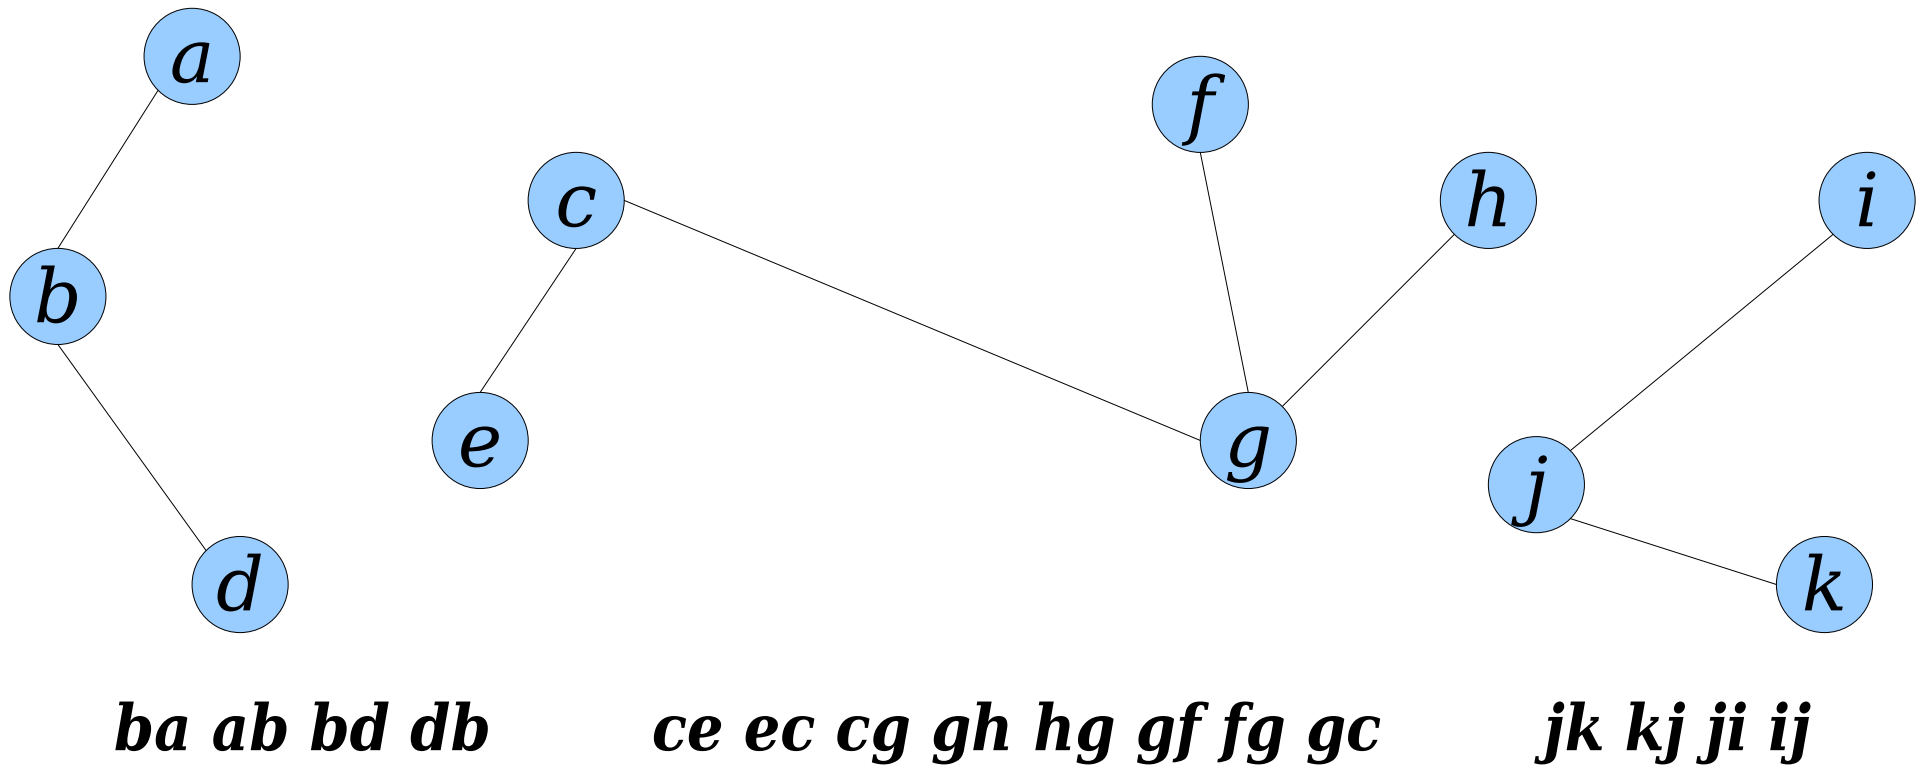 a
f
c
h
i
b
e
g
j
d
k
ba ab bd db
ce ec cg gh hg gf fg gc
jk kj ji ij